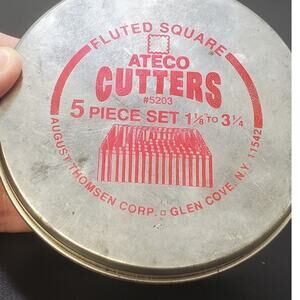 FLUTED SQUARE
ATECO
CUTTERS
#5203
5 PIECE SET 1⅛ TO 3¼
AUGUST THOMSEN CORP. □ GLEN COVE, N.Y. 11542